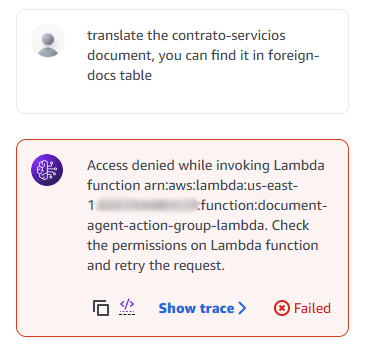 translate the contrato-servicios
document, you can find it in foreign-
docs table
Access denied while invoking Lambda
function arn:aws:lambda:us-east-
1:function:document-
agent-action-group-lambda. Check
the permissions on Lambda function
and retry the request.
Show trace
Failed